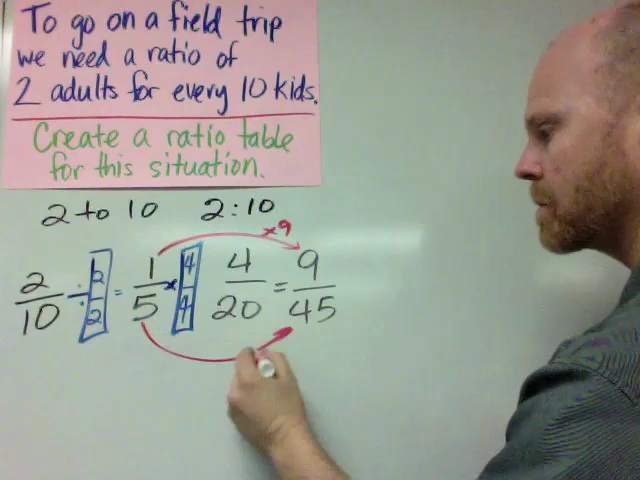 To go on a field trip
we need a ratio of
2 adults for every 10 kids.
Create a ratio table
for this situation.
2 to 10 2:10
×9
2/10 ÷ 2/2 = 1/5 × 4/4 4/20 = 9/45